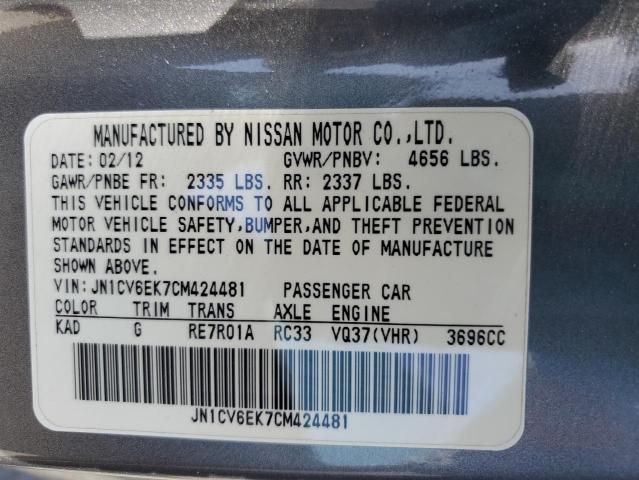 MANUFACTURED BY NISSAN MOTOR CO.,LTD.
DATE: 02/12 GVWR/PNBV: 4656 LBS.
GAWR/PNBE FR: 2335 LBS. RR: 2337 LBS.
THIS VEHICLE CONFORMS TO ALL APPLICABLE FEDERAL
MOTOR VEHICLE SAFETY,BUMPER,AND THEFT PREVENTION
STANDARDS IN EFFECT ON THE DATE OF MANUFACTURE
SHOWN ABOVE.
VIN: JN1CV6EK7CM424481 PASSENGER CAR
COLOR TRIM TRANS AXLE ENGINE
KAD G RE7R01A RC33 VQ37(VHR) 3696CC
JN1CV6EK7CM424481